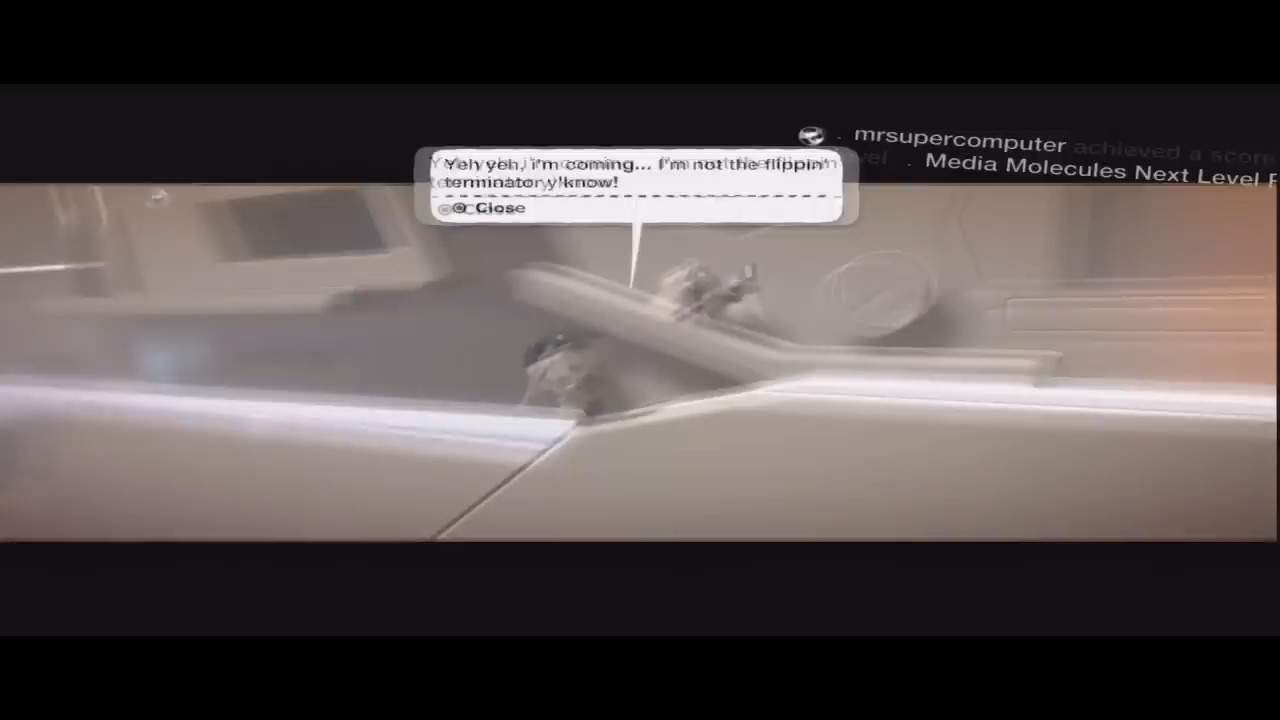 mrsupercomputer achieved a score
Media Molecules Next Level
Yeh yeh, i'm coming... I'm not the flippin'
terminator y'know!
Close